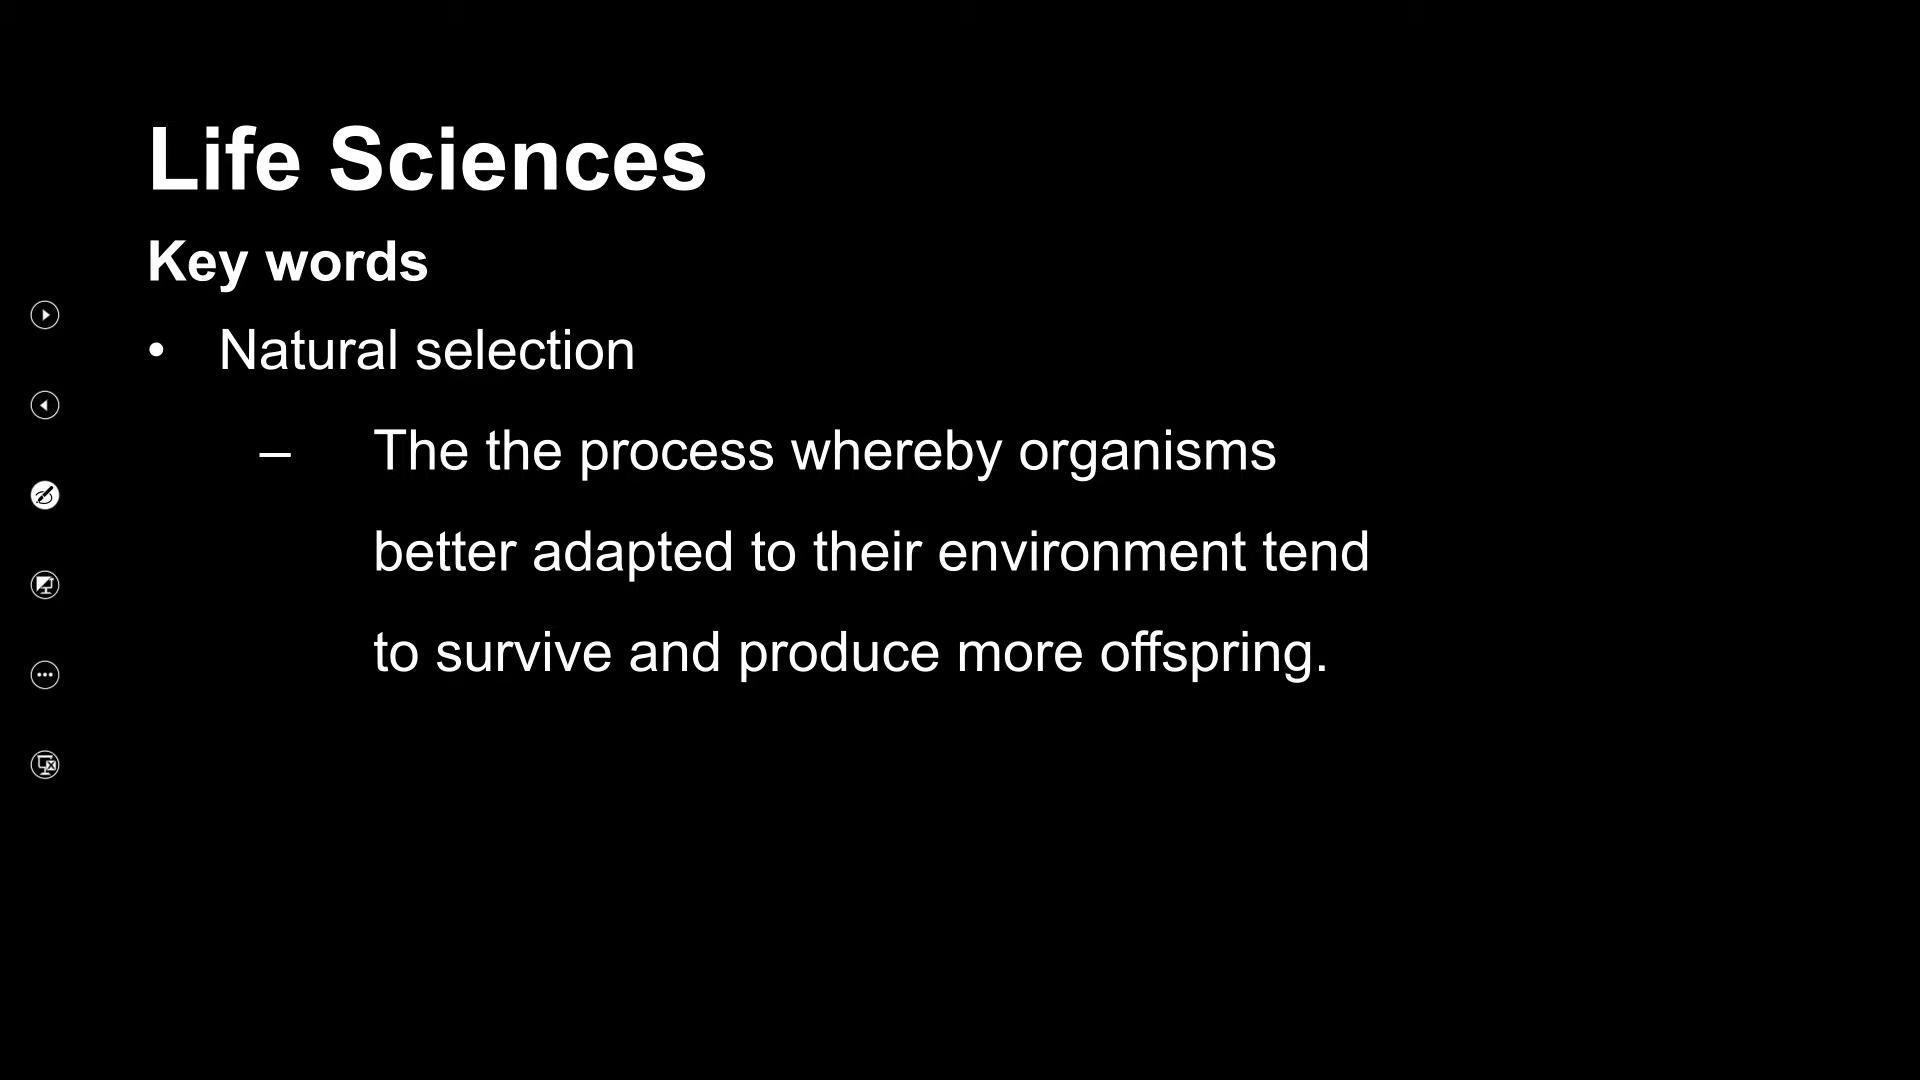 Life Sciences
Key words
• Natural selection
– The the process whereby organisms
better adapted to their environment tend
to survive and produce more offspring.